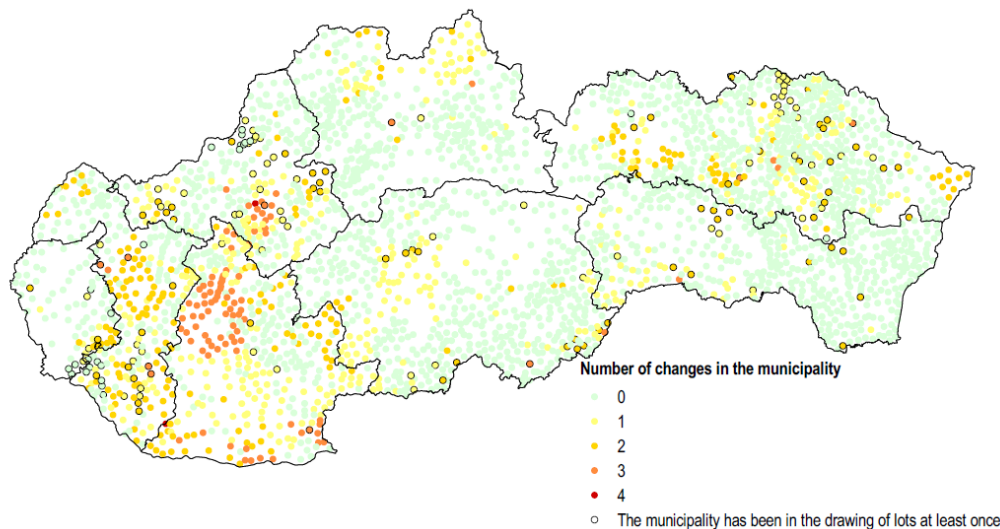 Number of changes in the municipality
0
1
2
3
4
The municipality has been in the drawing of lots at least once